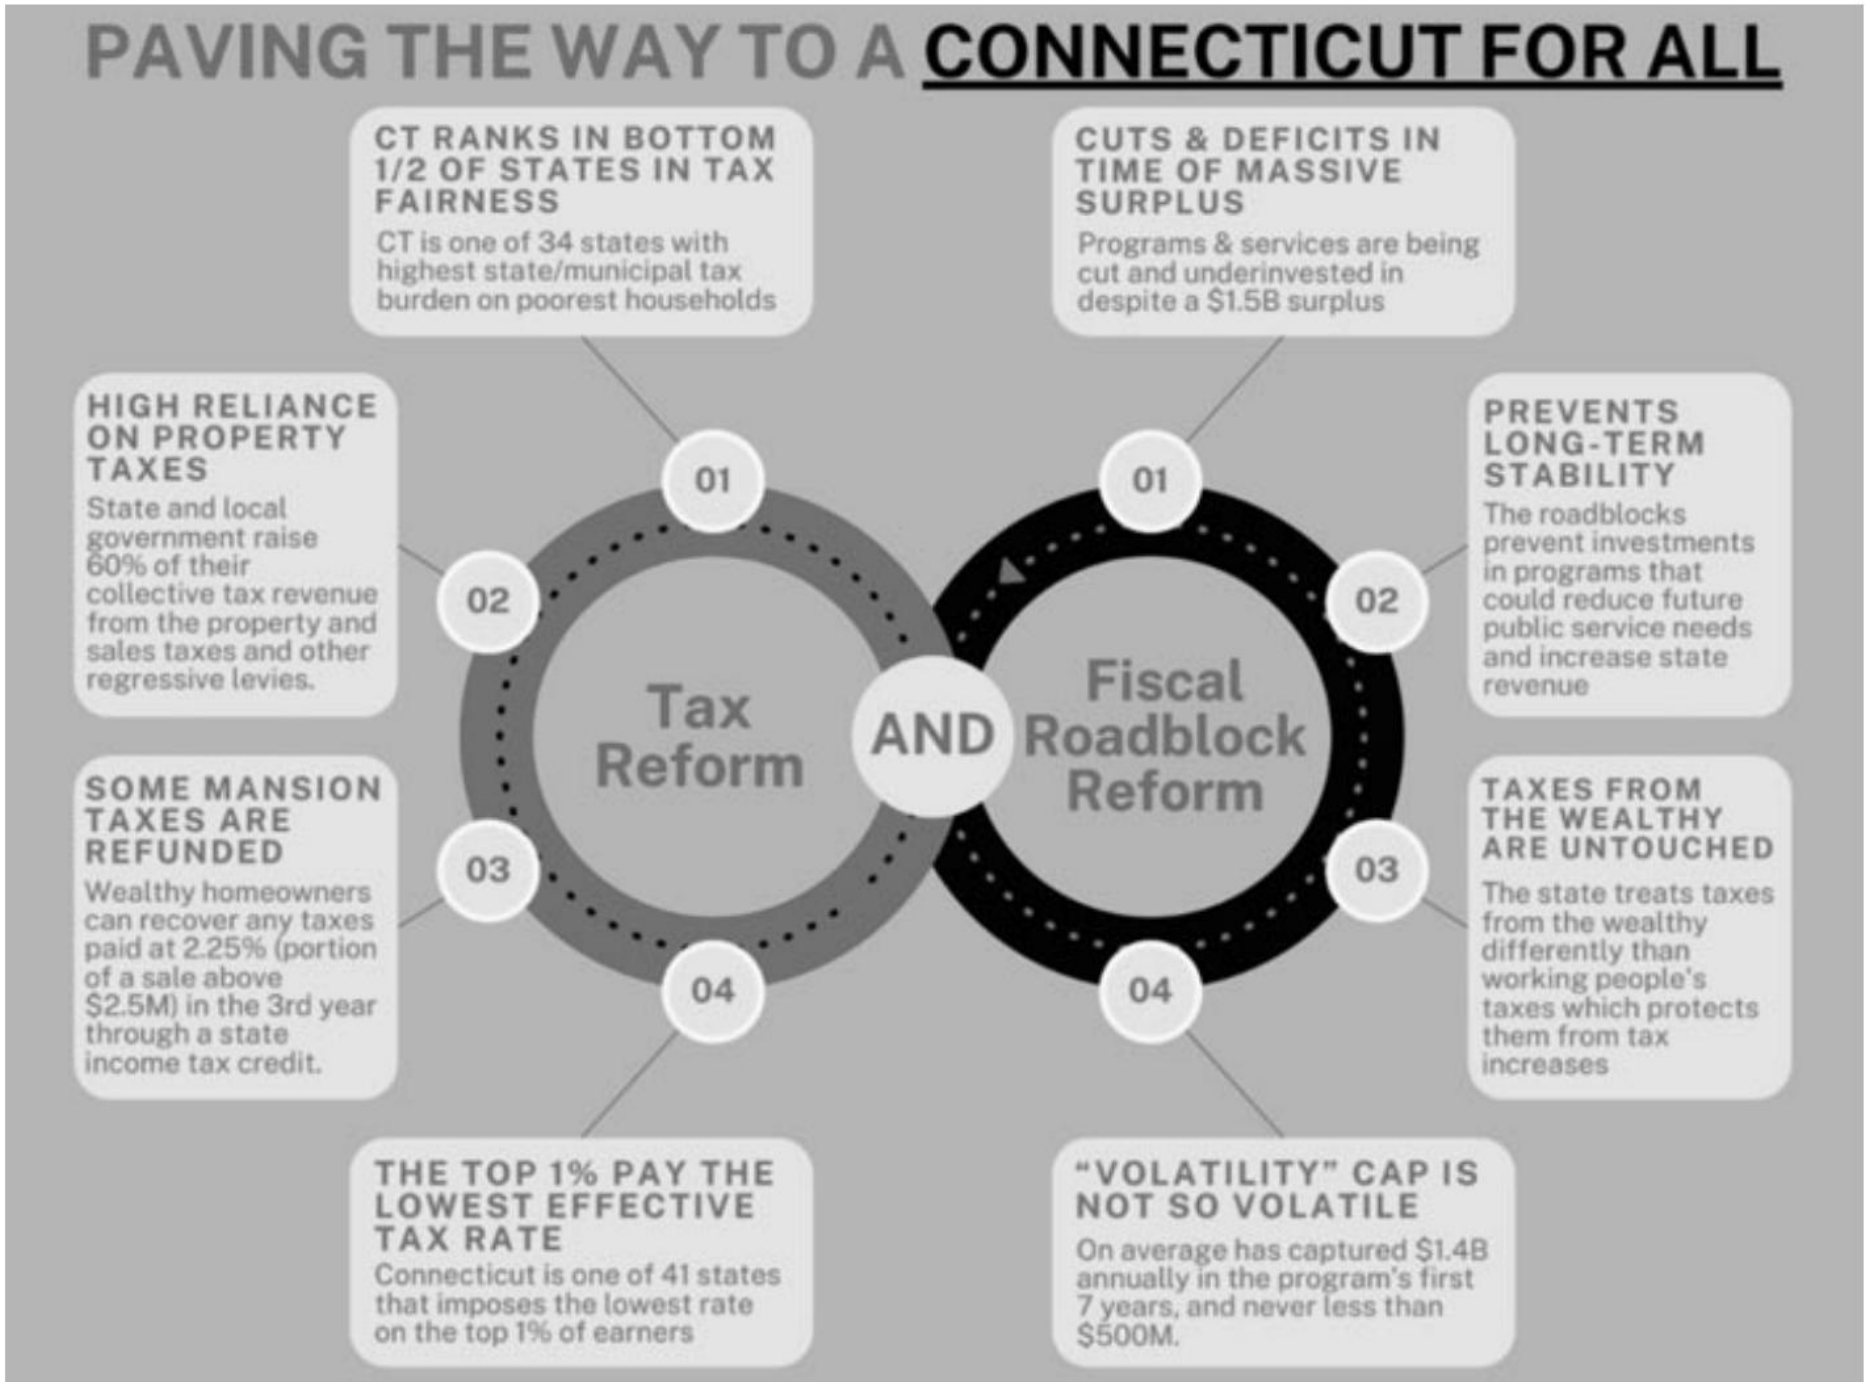 PAVING THE WAY TO A CONNECTICUT FOR ALL
CT RANKS IN BOTTOM
1/2 OF STATES IN TAX
FAIRNESS
CT is one of 34 states with
highest state/municipal tax
burden on poorest households
HIGH RELIANCE
ON PROPERTY
TAXES
State and local
government raise
60% of their
collective tax revenue
from the property and
sales taxes and other
regressive levies.
SOME MANSION
TAXES ARE
REFUNDED
Wealthy homeowners
can recover any taxes
paid at 2.25% (portion
of a sale above
$2.5M) in the 3rd year
through a state
income tax credit.
THE TOP 1% PAY THE
LOWEST EFFECTIVE
TAX RATE
Connecticut is one of 41 states
that imposes the lowest rate
on the top 1% of earners
01
02
03
04
Tax
Reform
AND
Fiscal
Roadblock
Reform
01
02
03
04
CUTS & DEFICITS IN
TIME OF MASSIVE
SURPLUS
Programs & services are being
cut and underinvested in
despite a $1.5B surplus
PREVENTS
LONG-TERM
STABILITY
The roadblocks
prevent investments
in programs that
could reduce future
public service needs
and increase state
revenue
TAXES FROM
THE WEALTHY
ARE UNTOUCHED
The state treats taxes
from the wealthy
differently than
working people's
taxes which protects
them from tax
increases
“VOLATILITY” CAP IS
NOT SO VOLATILE
On average has captured $1.4B
annually in the program's first
7 years, and never less than
$500M.